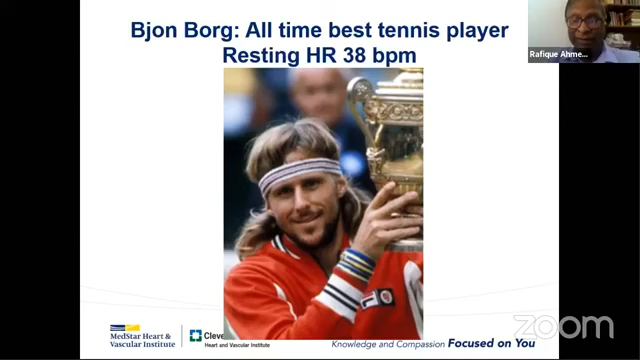 Bjon Borg: All time best tennis player
Resting HR 38 bpm
Rafique Ahme...
MedStar Heart &
Vascular Institute
Cleve
Heart and Vascular Institute
Knowledge and Compassion Focused on You
zoom